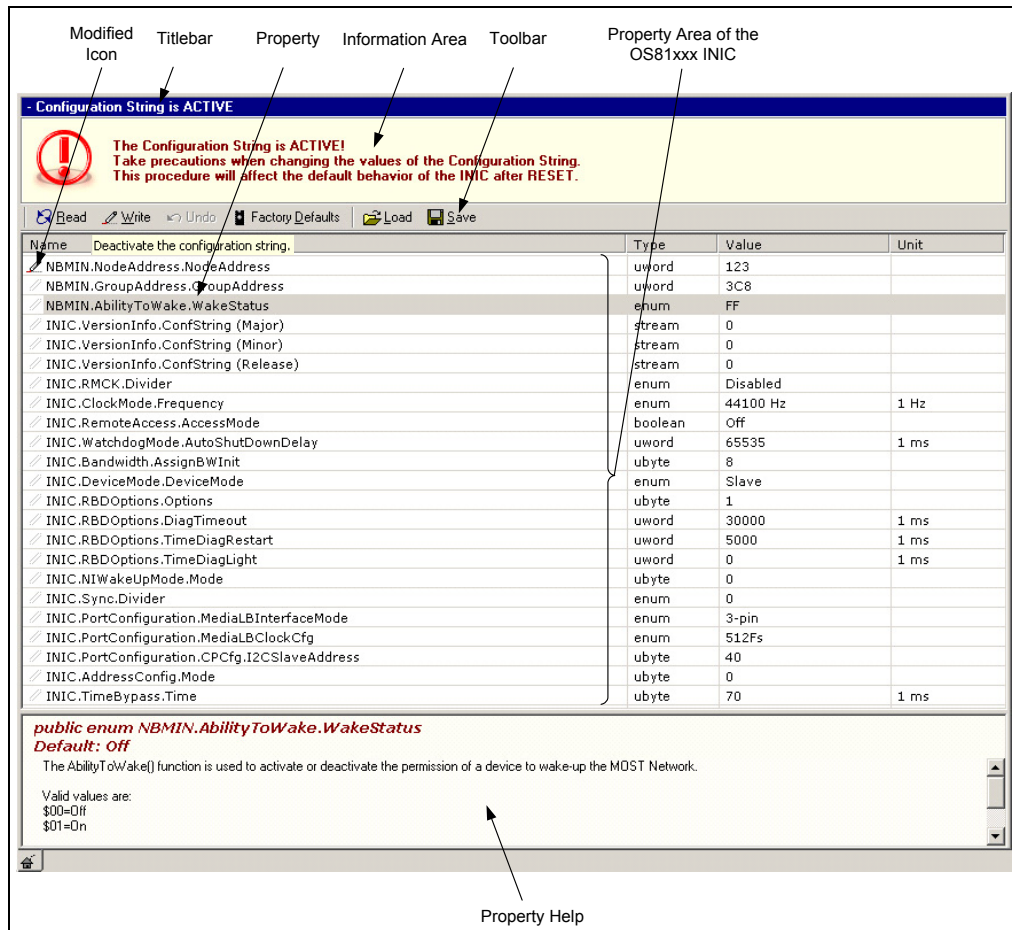 Modified Icon
Titlebar
Property
Information Area
Toolbar
Property Area of the
OS81xxx INIC
- Configuration String is ACTIVE
The Configuration String is ACTIVE!
Take precautions when changing the values of the Configuration String.
This procedure will affect the default behavior of the INIC after RESET.
Read Write Undo Factory Defaults Load Save
Name Deactivate the configuration string. Type Value Unit
NBMIN.NodeAddress.NodeAddress uword 123
NBMIN.GroupAddress.GroupAddress uword 3C8
NBMIN.AbilityToWake.WakeStatus enum FF
INIC.VersionInfo.ConfString (Major) stream 0
INIC.VersionInfo.ConfString (Minor) stream 0
INIC.VersionInfo.ConfString (Release) stream 0
INIC.RMCK.Divider enum Disabled
INIC.ClockMode.Frequency enum 44100 Hz 1 Hz
INIC.RemoteAccess.AccessMode boolean Off
INIC.WatchdogMode.AutoShutDownDelay uword 65535 1 ms
INIC.Bandwidth.AssignBWInit ubyte 8
INIC.DeviceMode.DeviceMode enum Slave
INIC.RBDOptions.Options ubyte 1
INIC.RBDOptions.DiagTimeout uword 30000 1 ms
INIC.RBDOptions.TimeDiagRestart uword 5000 1 ms
INIC.RBDOptions.TimeDiagLight uword 0 1 ms
INIC.NIWakeUpMode.Mode ubyte 0
INIC.Sync.Divider enum 0
INIC.PortConfiguration.MediaLBInterfaceMode enum 3-pin
INIC.PortConfiguration.MediaLBClockCfg enum 512Fs
INIC.PortConfiguration.CPCfg.I2CSlaveAddress ubyte 40
INIC.AddressConfig.Mode ubyte 0
INIC.TimeBypass.Time ubyte 70 1 ms
public enum NBMIN.AbilityToWake.WakeStatus
Default: Off
The AbilityToWake() function is used to activate or deactivate the permission of a device to wake-up the MOST Network.
Valid values are:
$00=Off
$01=On
Property Help